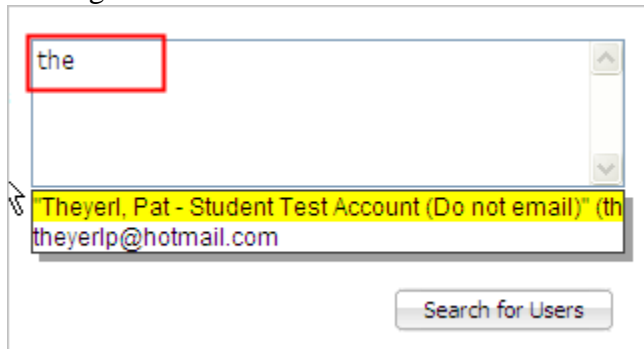 the
"Theyerl, Pat - Student Test Account (Do not email)" (th
theyerlp@hotmail.com
Search for Users